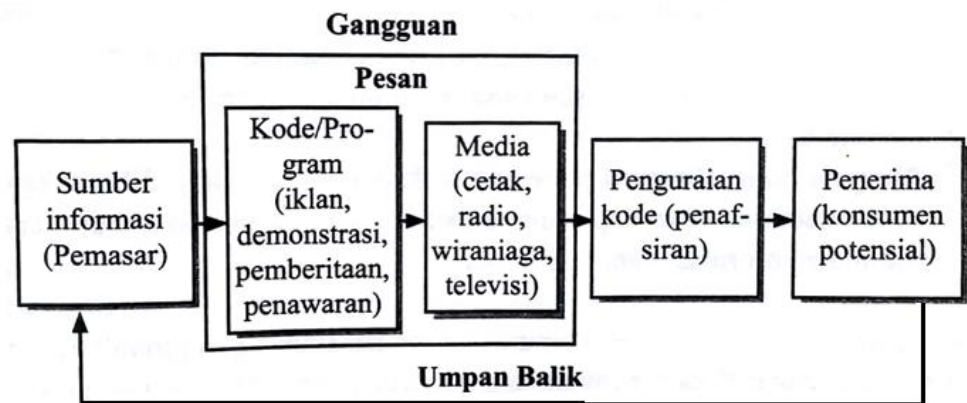 Gangguan
Pesan
Sumber
informasi
(Pemasar)
Kode/Pro-
gram
(iklan,
demonstrasi,
pemberitaan,
penawaran)
Media
(cetak,
radio,
wiraniaga,
televisi)
Penguraian
kode (penaf-
siran)
Penerima
(konsumen
potensial)
Umpan Balik